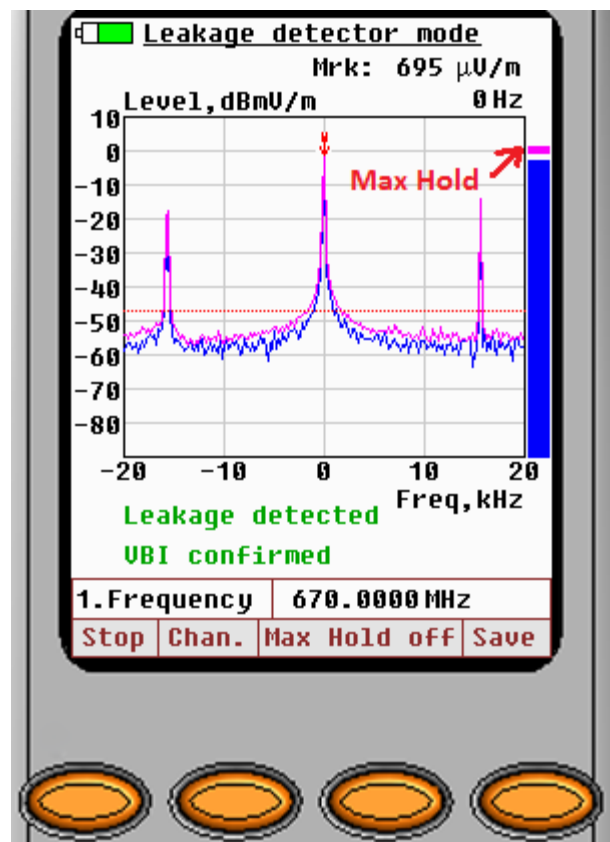 Leakage detector mode
Mrk: 695 µV/m
Level,dBmV/m 0 Hz
10
0
Max Hold
-10
-20
-30
-40
-50
-60
-70
-80
-20 -10 0 10 20
Freq,kHz
Leakage detected
VBI confirmed
1.Frequency 670.0000 MHz
Stop Chan. Max Hold off Save